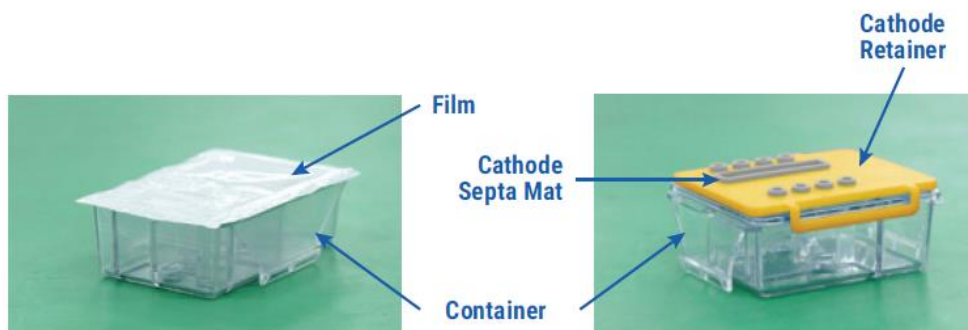 Cathode
Retainer
Film
Cathode
Septa Mat
Container